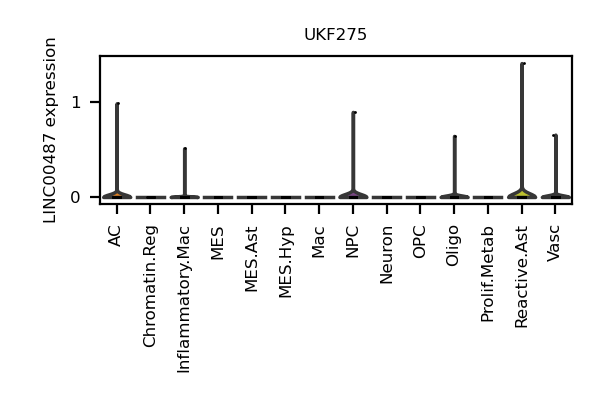 UKF275
LINC00487 expression
1
0
AC
Chromatin.Reg
Inflammatory.Mac
MES
MES.Ast
MES.Hyp
Mac
NPC
Neuron
OPC
Oligo
Prolif.Metab
Reactive.Ast
Vasc